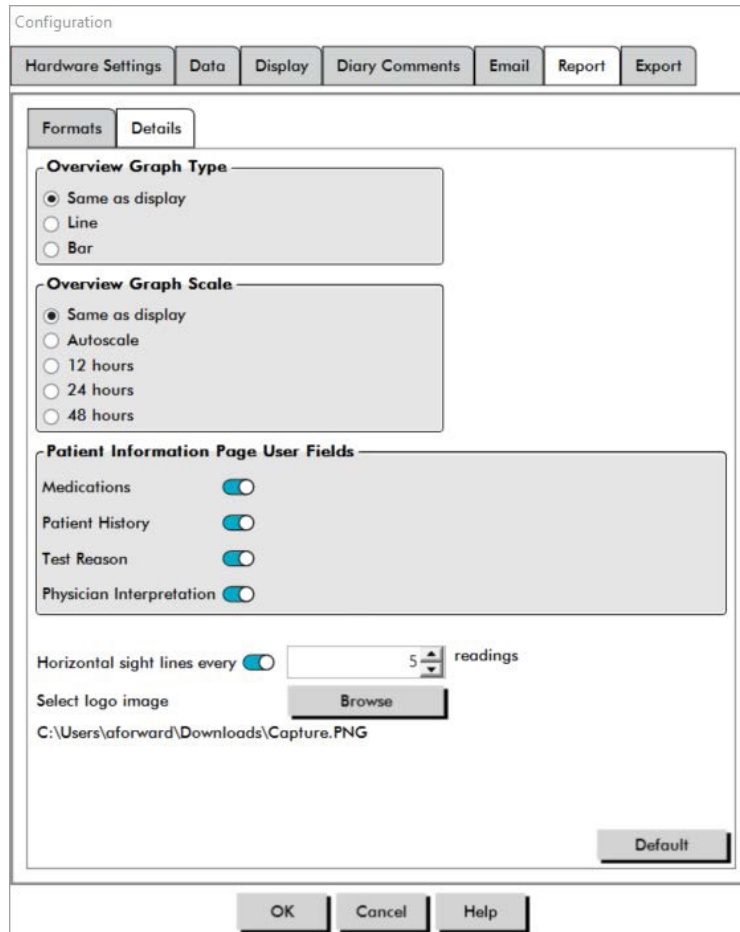 Configuration
Hardware Settings Data Display Diary Comments Email Report Export
Formats Details
Overview Graph Type
Same as display
Line
Bar
Overview Graph Scale
Same as display
Autoscale
12 hours
24 hours
48 hours
Patient Information Page User Fields
Medications
Patient History
Test Reason
Physician Interpretation
Horizontal sight lines every 5 readings
Select logo image Browse
C:\Users\aforward\Downloads\Capture.PNG
Default
OK Cancel Help